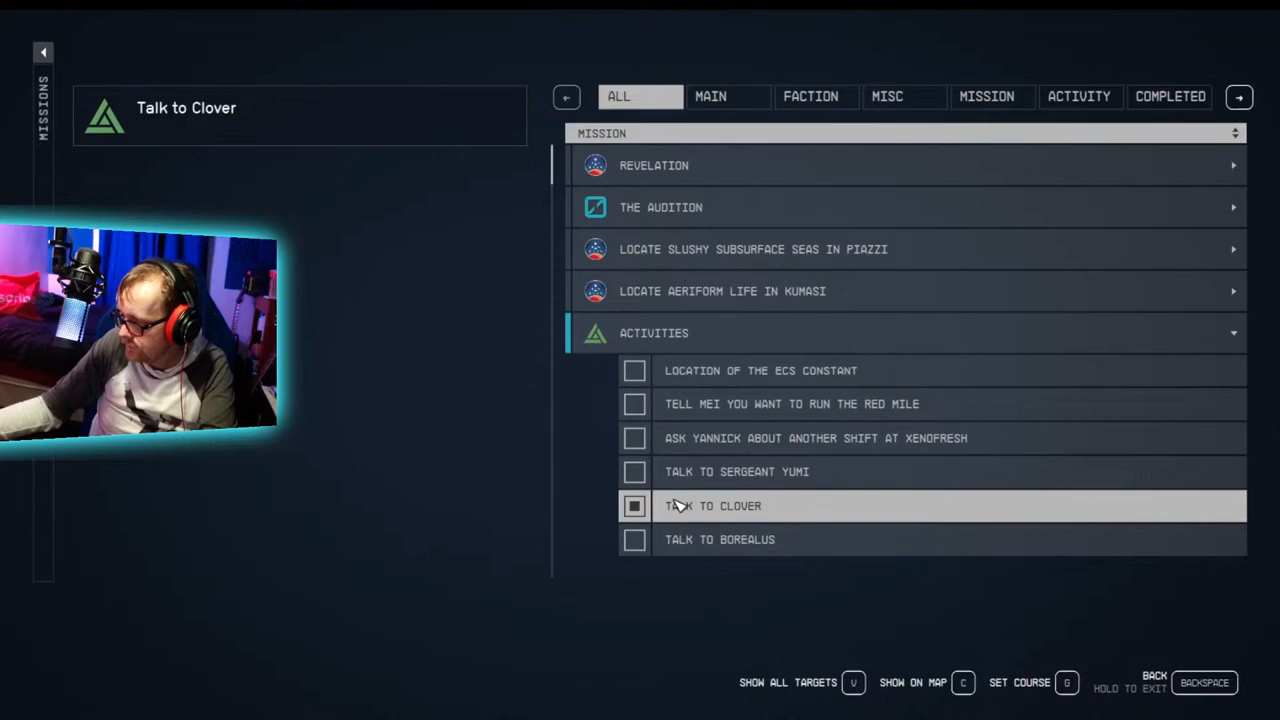 MISSIONS
Talk to Clover
ALL
MAIN
FACTION
MISC
MISSION
ACTIVITY
COMPLETED
MISSION
REVELATION
THE AUDITION
LOCATE SLUSHY SUBSURFACE SEAS IN PIAZZI
LOCATE AERIFORM LIFE IN KUMASI
ACTIVITIES
LOCATION OF THE ECS CONSTANT
TELL MEI YOU WANT TO RUN THE RED MILE
ASK YANNICK ABOUT ANOTHER SHIFT AT XENOFRESH
TALK TO SERGEANT YUMI
TALK TO CLOVER
TALK TO BOREALUS
SHOW ALL TARGETS V
SHOW ON MAP C
SET COURSE G
BACK
HOLD TO EXIT
BACKSPACE